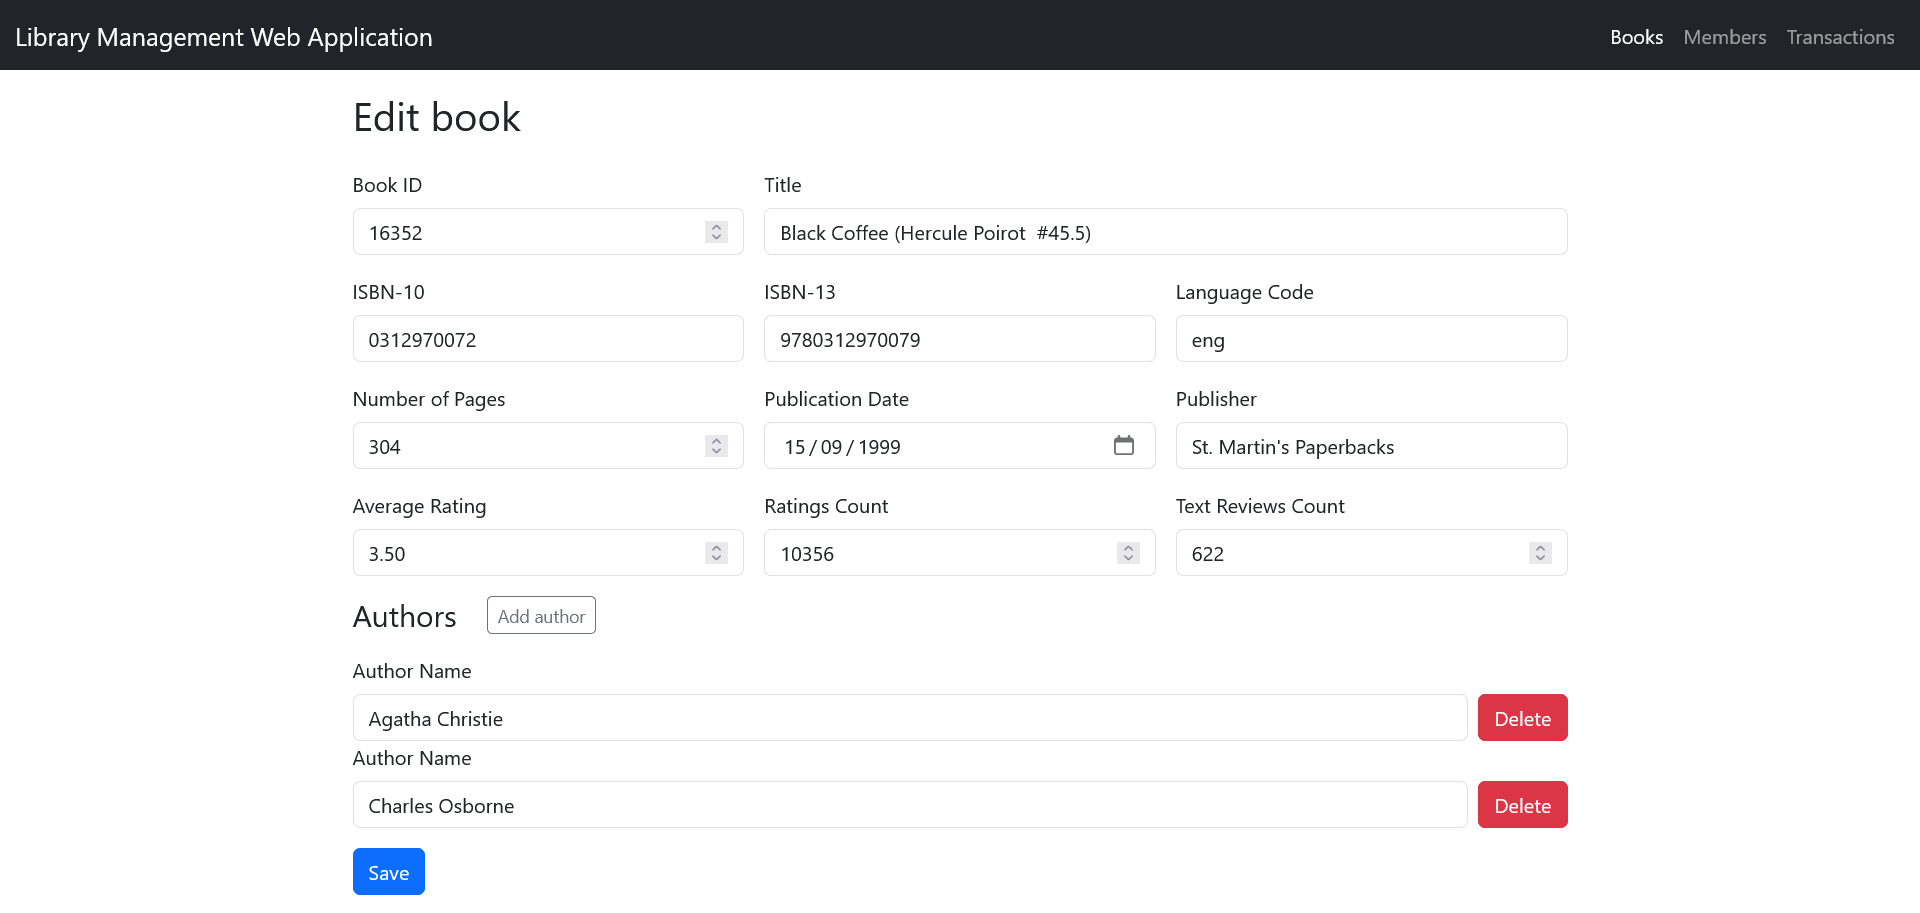 Library Management Web Application Books Members Transactions
Edit book
Book ID Title
16352 Black Coffee (Hercule Poirot  #45.5)
ISBN-10 ISBN-13 Language Code
0312970072 9780312970079 eng
Number of Pages Publication Date Publisher
304 15 / 09 / 1999 St. Martin's Paperbacks
Average Rating Ratings Count Text Reviews Count
3.50 10356 622
Authors Add author
Author Name
Agatha Christie Delete
Author Name
Charles Osborne Delete
Save